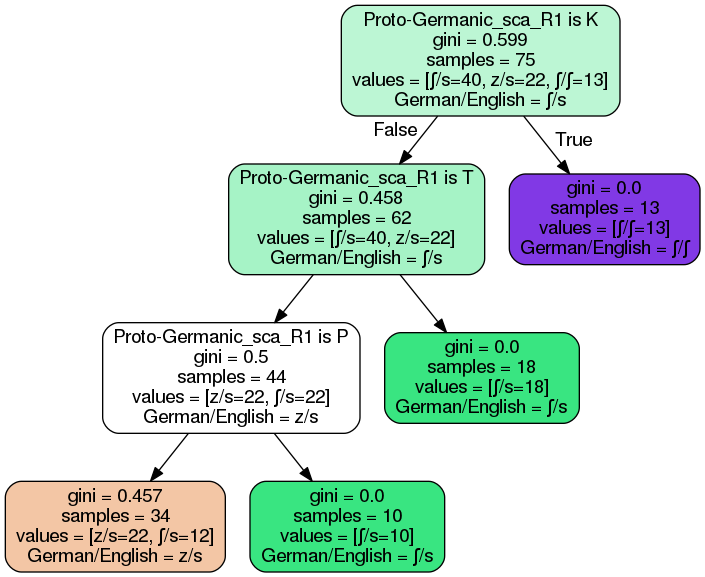 Proto-Germanic_sca_R1 is K
gini = 0.599
samples = 75
values = [ʃ/s=40, z/s=22, ʃ/ʃ=13]
German/English = ʃ/s
False
True
Proto-Germanic_sca_R1 is T
gini = 0.458
samples = 62
values = [ʃ/s=40, z/s=22]
German/English = ʃ/s
gini = 0.0
samples = 13
values = [ʃ/ʃ=13]
German/English = ʃ/ʃ
Proto-Germanic_sca_R1 is P
gini = 0.5
samples = 44
values = [z/s=22, ʃ/s=22]
German/English = z/s
gini = 0.0
samples = 18
values = [ʃ/s=18]
German/English = ʃ/s
gini = 0.457
samples = 34
values = [z/s=22, ʃ/s=12]
German/English = z/s
gini = 0.0
samples = 10
values = [ʃ/s=10]
German/English = ʃ/s